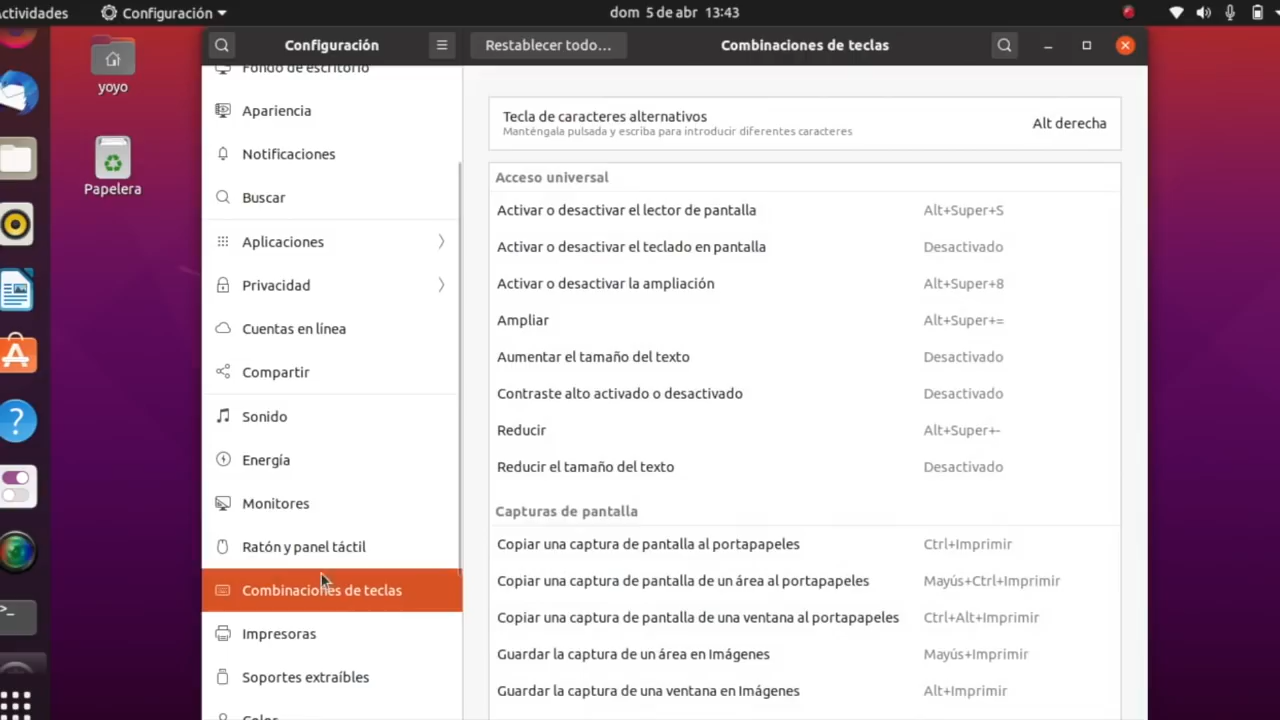 ctividades
Configuración
dom 5 de abr 13:43
yoyo
Papelera
Configuración
Restablecer todo…
Combinaciones de teclas
Fondo de escritorio
Apariencia
Notificaciones
Buscar
Aplicaciones
Privacidad
Cuentas en línea
Compartir
Sonido
Energía
Monitores
Ratón y panel táctil
Combinaciones de teclas
Impresoras
Soportes extraíbles
Color
Tecla de caracteres alternativos
Manténgala pulsada y escriba para introducir diferentes caracteres
Alt derecha
Acceso universal
Activar o desactivar el lector de pantalla Alt+Super+S
Activar o desactivar el teclado en pantalla Desactivado
Activar o desactivar la ampliación Alt+Super+8
Ampliar Alt+Super+=
Aumentar el tamaño del texto Desactivado
Contraste alto activado o desactivado Desactivado
Reducir Alt+Super+-
Reducir el tamaño del texto Desactivado
Capturas de pantalla
Copiar una captura de pantalla al portapapeles Ctrl+Imprimir
Copiar una captura de pantalla de un área al portapapeles Mayús+Ctrl+Imprimir
Copiar una captura de pantalla de una ventana al portapapeles Ctrl+Alt+Imprimir
Guardar la captura de un área en Imágenes Mayús+Imprimir
Guardar la captura de una ventana en Imágenes Alt+Imprimir